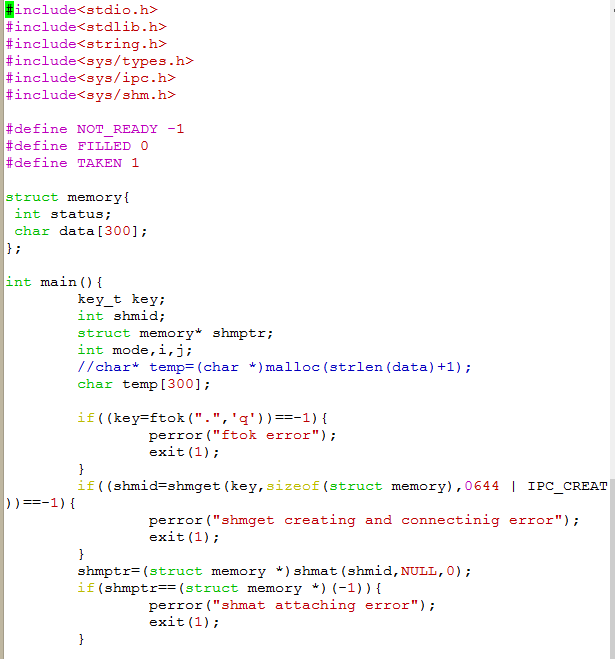 #include<stdio.h>
#include<stdlib.h>
#include<string.h>
#include<sys/types.h>
#include<sys/ipc.h>
#include<sys/shm.h>

#define NOT_READY -1
#define FILLED 0
#define TAKEN 1

struct memory{
 int status;
 char data[300];
};

int main(){
        key_t key;
        int shmid;
        struct memory* shmptr;
        int mode,i,j;
        //char* temp=(char *)malloc(strlen(data)+1);
        char temp[300];

        if((key=ftok(".",'q'))==-1){
                perror("ftok error");
                exit(1);
        }
        if((shmid=shmget(key,sizeof(struct memory),0644 | IPC_CREAT
))==-1){
                perror("shmget creating and connectinig error");
                exit(1);
        }
        shmptr=(struct memory *)shmat(shmid,NULL,0);
        if(shmptr==(struct memory *)(-1)){
                perror("shmat attaching error");
                exit(1);
        }